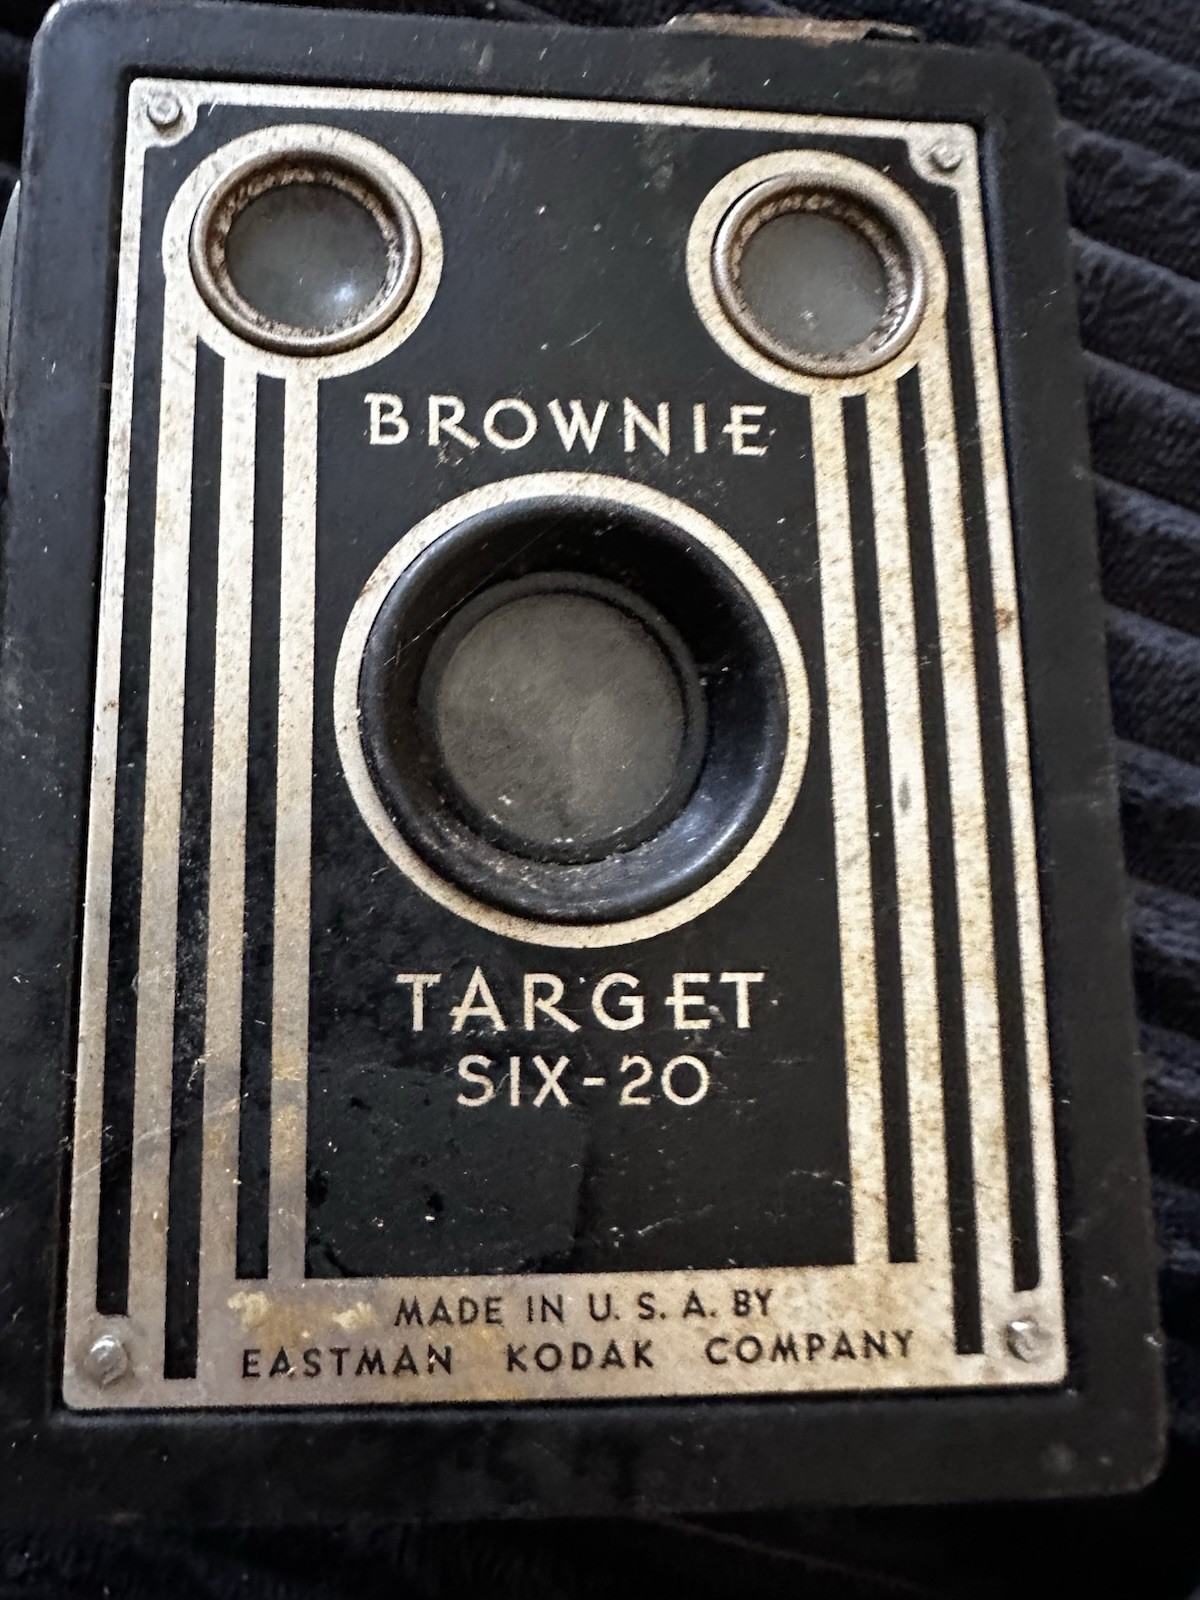 BROWNIE
TARGET
SIX-20
MADE IN U. S. A. BY
EASTMAN KODAK COMPANY